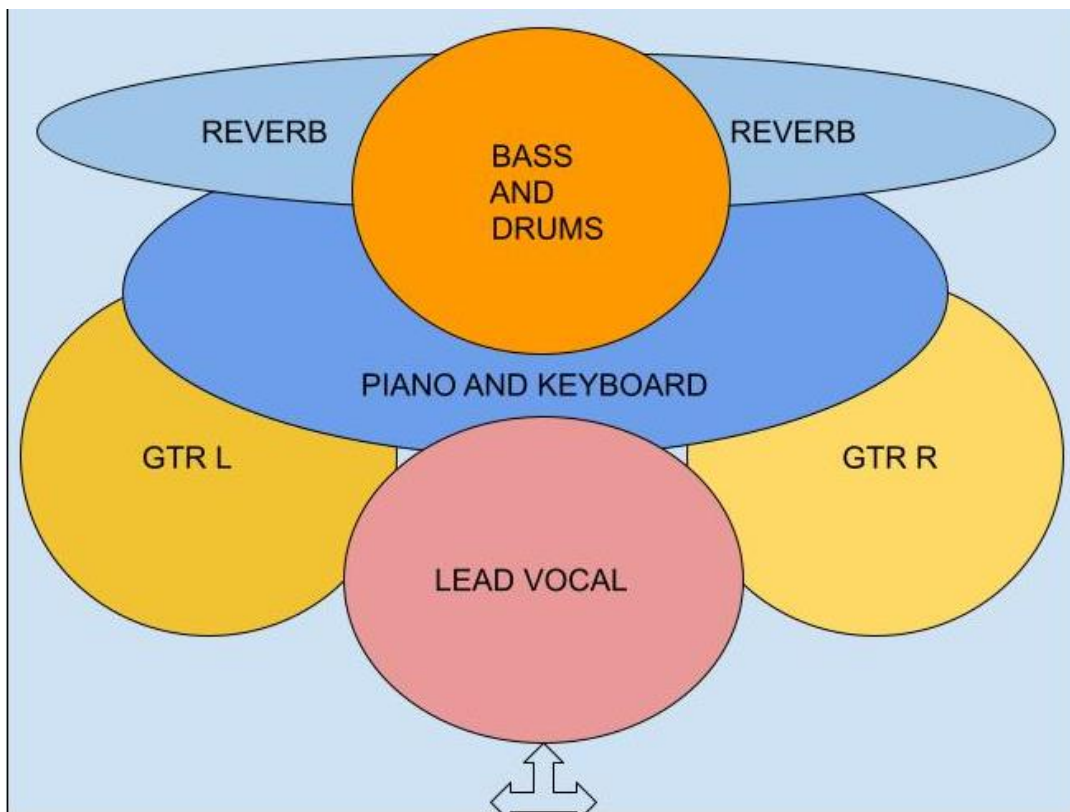 REVERB
REVERB
BASS
AND
DRUMS
PIANO AND KEYBOARD
GTR L
GTR R
LEAD VOCAL